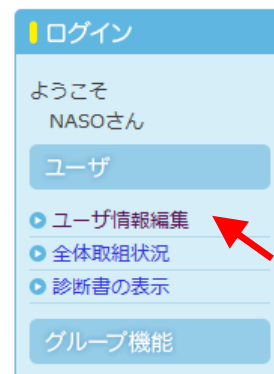 ログイン
ようこそ
NASOさん
ユーザ
ユーザ情報編集
全体取組状況
診断書の表示
グループ機能